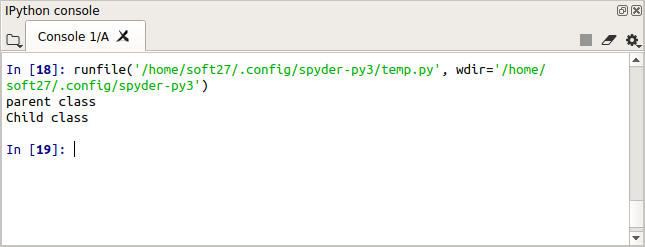 IPython console
Console 1/A
In [18]: runfile('/home/soft27/.config/spyder-py3/temp.py', wdir='/home/
soft27/.config/spyder-py3')
parent class
Child class
In [19]: